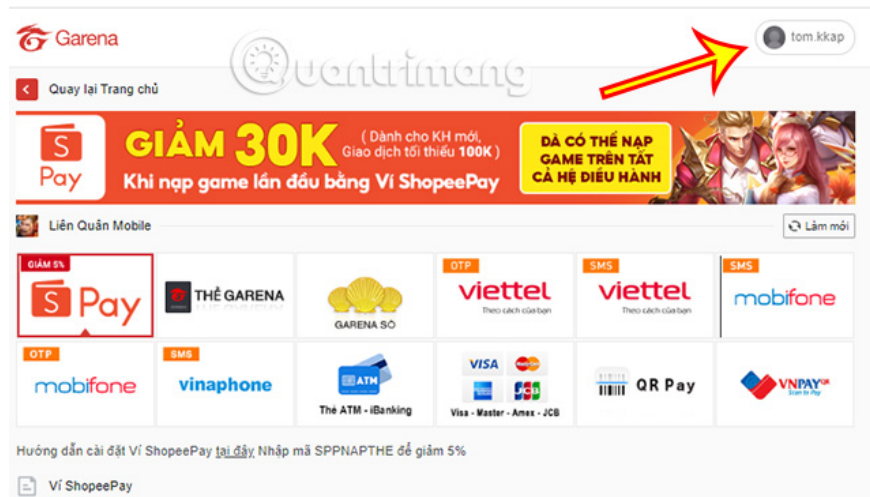 Garena
tom.kkap
Quantrimang
Quay lại Trang chủ
S
Pay
GIẢM 30K
( Dành cho KH mới,
Giao dịch tối thiểu 100K )
Khi nạp game lần đầu bằng Ví ShopeePay
ĐÃ CÓ THỂ NẠP
GAME TRÊN TẤT
CẢ HỆ ĐIỀU HÀNH
Liên Quân Mobile
Làm mới
GIẢM 5%
S Pay
THẺ GARENA
GARENA SÒ
OTP
viettel
Theo cách của bạn
SMS
viettel
Theo cách của bạn
SMS
mobifone
OTP
mobifone
SMS
vinaphone
ATM
Thẻ ATM - iBanking
VISA
JCB
Visa - Master - Amex - JCB
QR Pay
VNPAYQR
Scan to Pay
Hướng dẫn cài đặt Ví ShopeePay tại đây Nhập mã SPPNAPTHE để giảm 5%
Ví ShopeePay